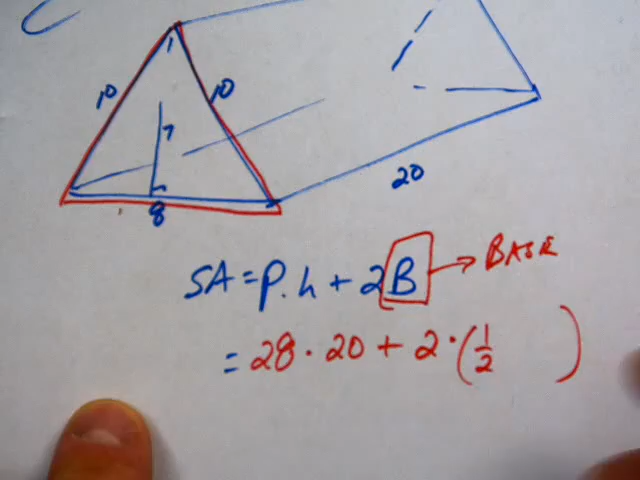 10
10
7
8
20
SA = P.h + 2B → BASE
= 28 · 20 + 2 · (1/2 )